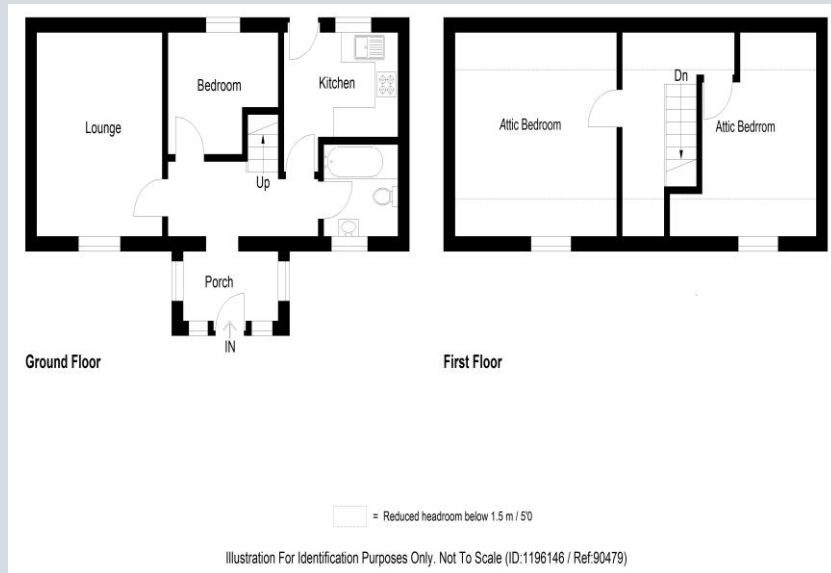 Lounge
Bedroom
Kitchen
Up
Porch
IN
Ground Floor
Attic Bedroom
Dn
Attic Bedrrom
First Floor
= Reduced headroom below 1.5 m / 5'0
Illustration For Identification Purposes Only. Not To Scale (ID:1196146 / Ref:90479)